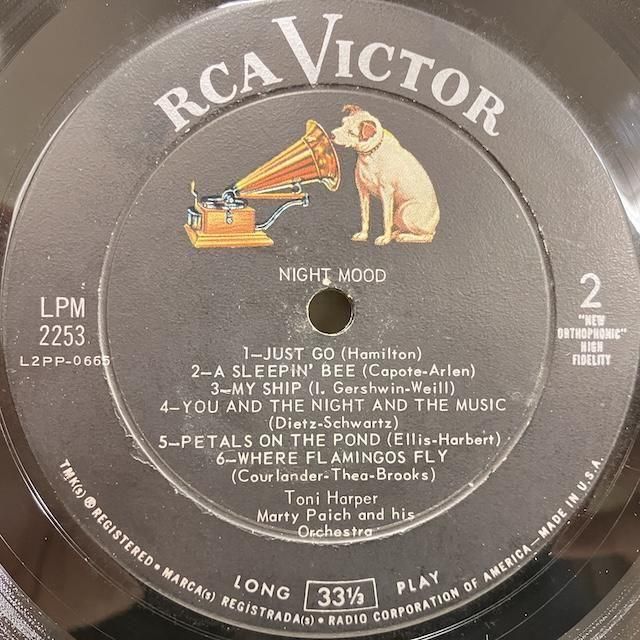 RCA VICTOR
NIGHT MOOD
LPM
2253
L2PP-0665
2
"NEW
ORTHOPHONIC"
HIGH
FIDELITY
1—JUST GO (Hamilton)
2—A SLEEPIN' BEE (Capote-Arlen)
3—MY SHIP (I. Gershwin-Weill)
4—YOU AND THE NIGHT AND THE MUSIC
(Dietz-Schwartz)
5—PETALS ON THE POND (Ellis-Harbert)
6—WHERE FLAMINGOS FLY
(Courlander-Thea-Brooks)
Toni Harper
Marty Paich and his
Orchestra
LONG 33⅓ PLAY
TMK(s) ® REGISTERED • MARCA(s) REGISTRADA(s) • RADIO CORPORATION OF AMERICA—MADE IN U.S.A.